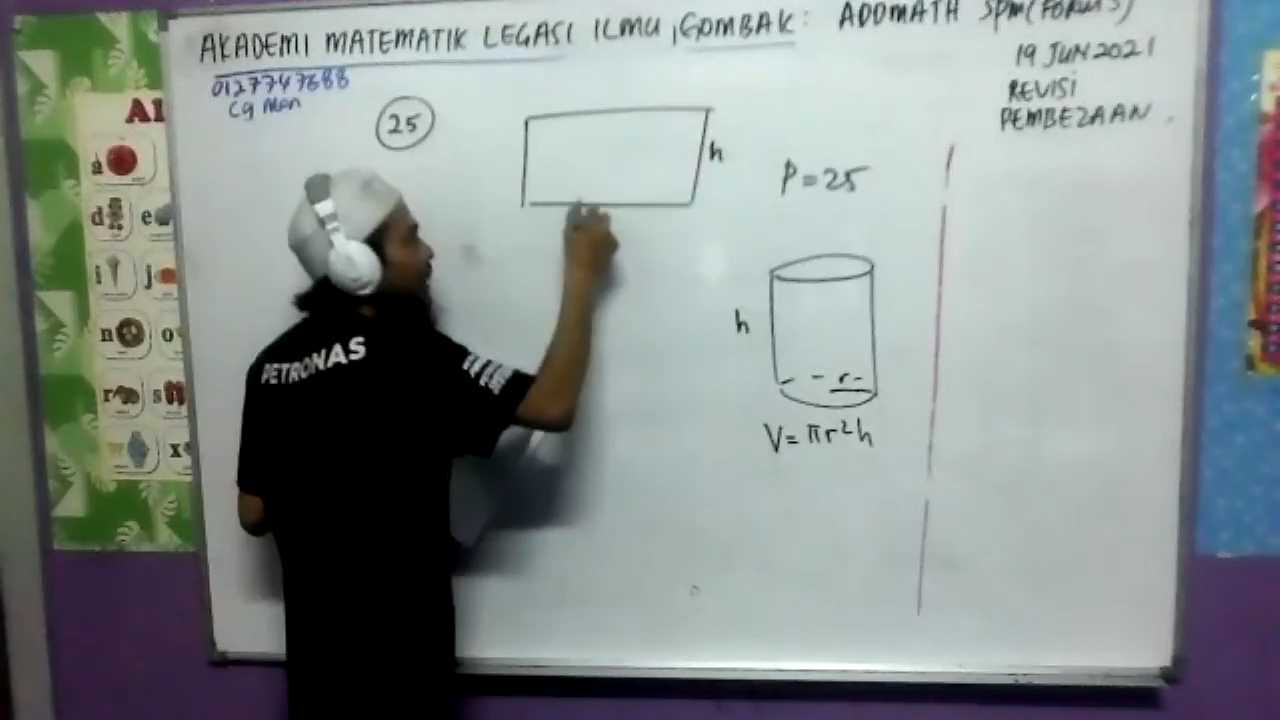 AKADEMI MATEMATIK LEGASI ILMU, GOMBAK: ADDMATH SPM (FORM 5)
0127747688
Cg Man
19 JUN 2021
REVISI
PEMBEZAAN.
25
h
P = 25
h
r
V = πr²h
PETRONAS
A
a
d
e
i
j
n
o
r
s
x